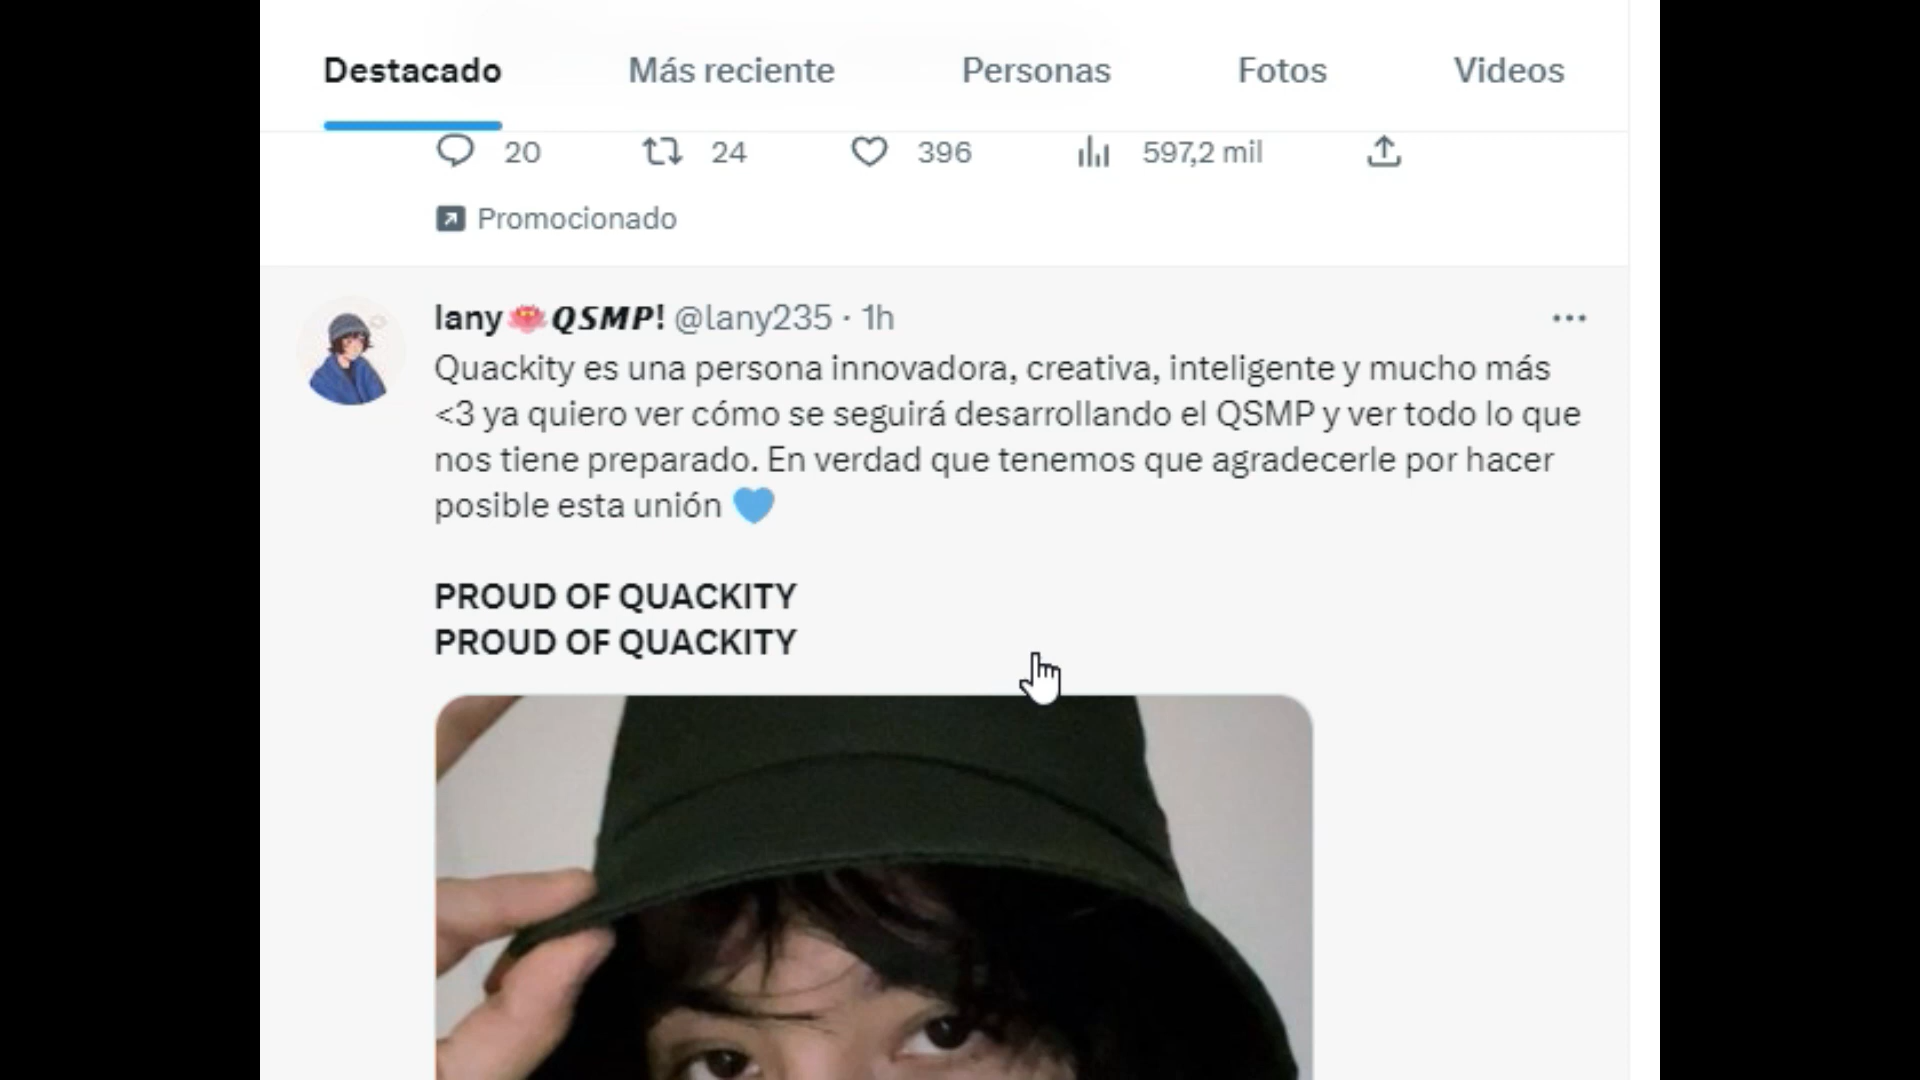 Destacado Más reciente Personas Fotos Videos
20 24 396 597,2 mil
Promocionado
lany🪷𝙌𝙎𝙈𝙋! @lany235 · 1h
Quackity es una persona innovadora, creativa, inteligente y mucho más
<3 ya quiero ver cómo se seguirá desarrollando el QSMP y ver todo lo que
nos tiene preparado. En verdad que tenemos que agradecerle por hacer
posible esta unión 💙
PROUD OF QUACKITY
PROUD OF QUACKITY